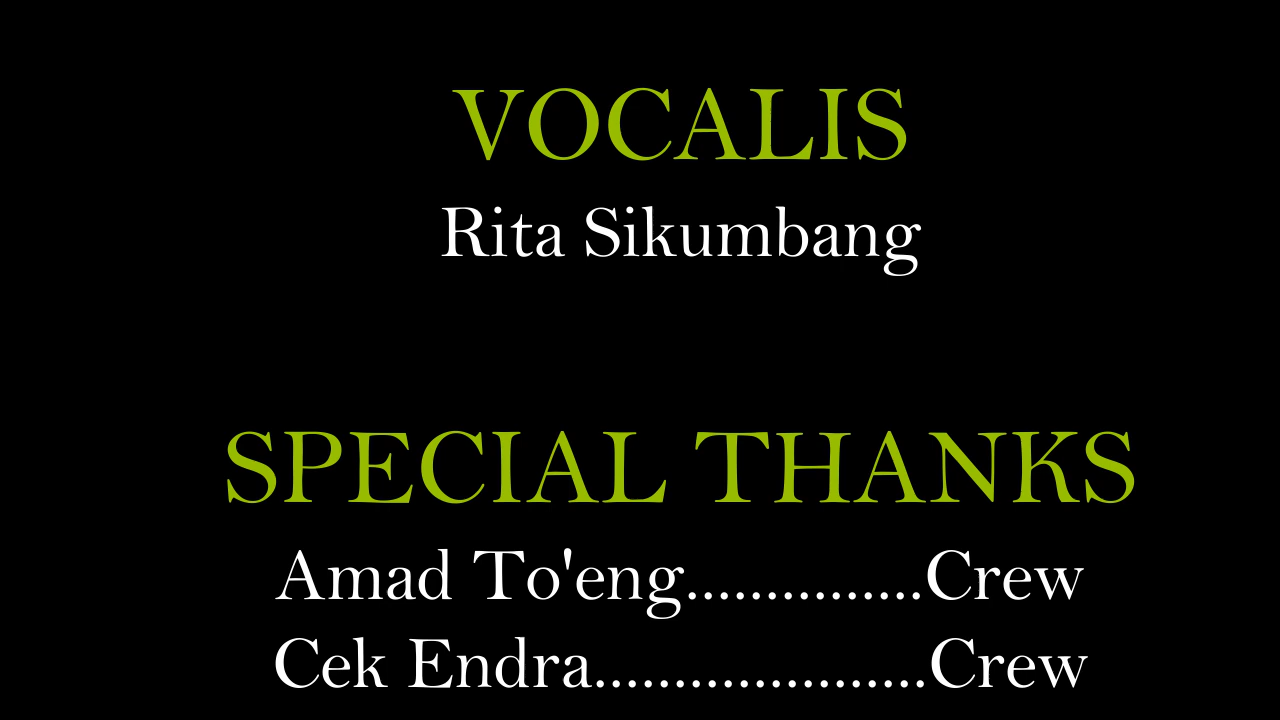 VOCALIS
Rita Sikumbang
SPECIAL THANKS
Amad To'eng...............Crew
Cek Endra.....................Crew